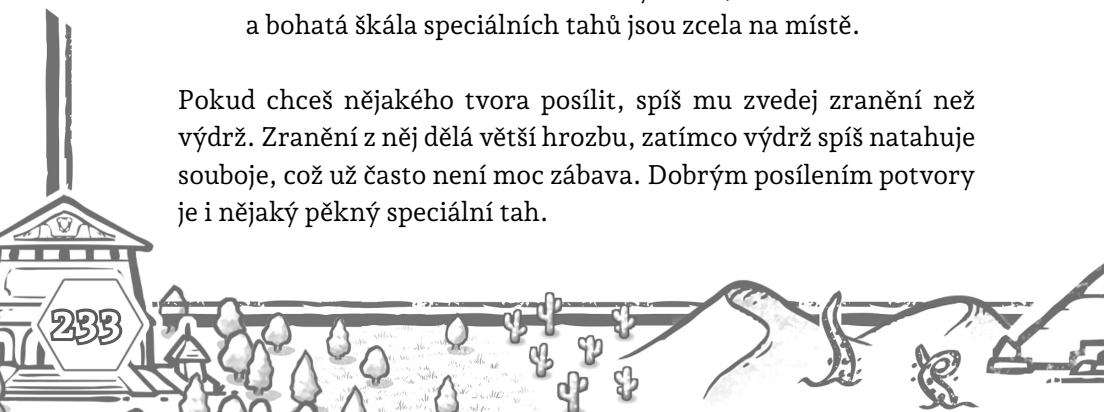 a bohatá škála speciálních tahů jsou zcela na místě.
Pokud chceš nějakého tvora posílit, spíš mu zvedej zranění než
výdrž. Zranění z něj dělá větší hrozbu, zatímco výdrž spíš natahuje
souboje, což už často není moc zábava. Dobrým posílením potvory
je i nějaký pěkný speciální tah.
233